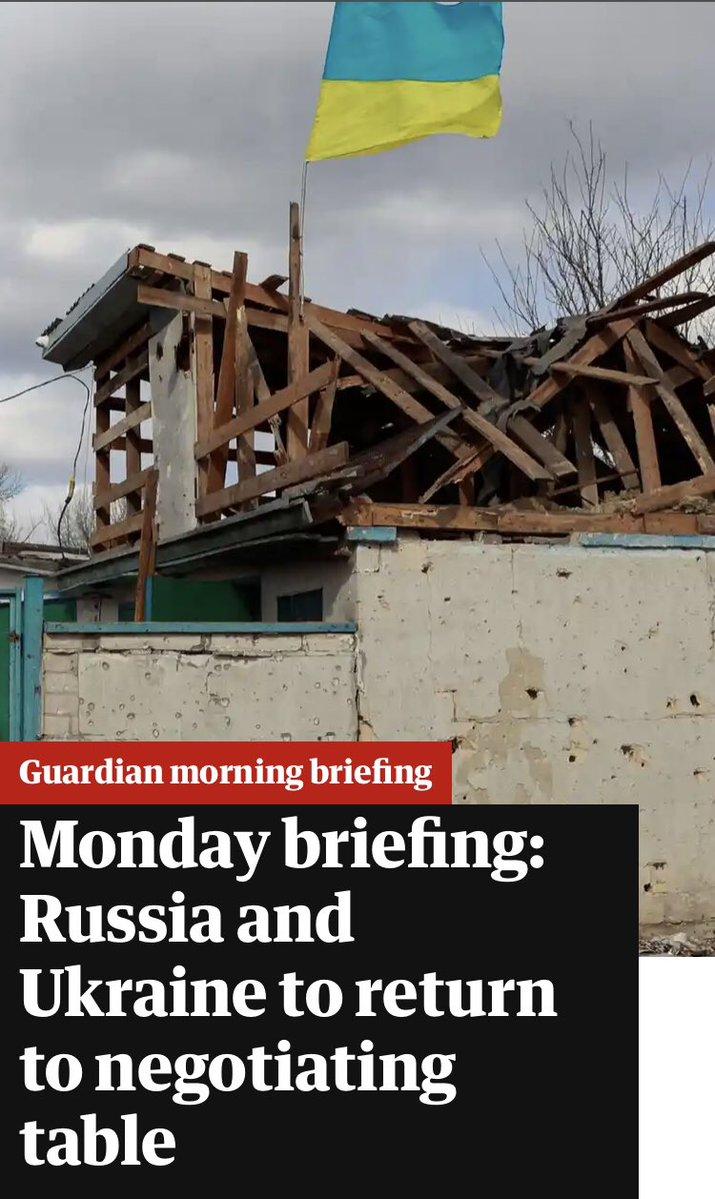 Guardian morning briefing
Monday briefing:
Russia and
Ukraine to return
to negotiating
table